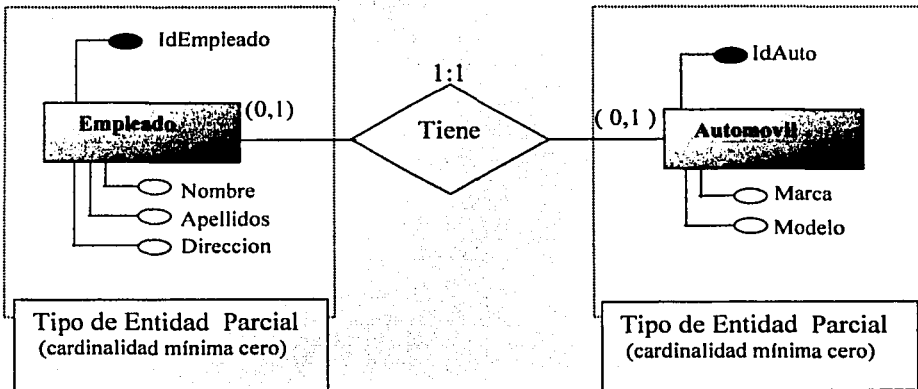 IdEmpleado
Empleado
(0,1)
Nombre
Apellidos
Direccion
Tipo de Entidad Parcial
(cardinalidad mínima cero)
1:1
Tiene
IdAuto
( 0,1 )
Automovil
Marca
Modelo
Tipo de Entidad Parcial
(cardinalidad mínima cero)